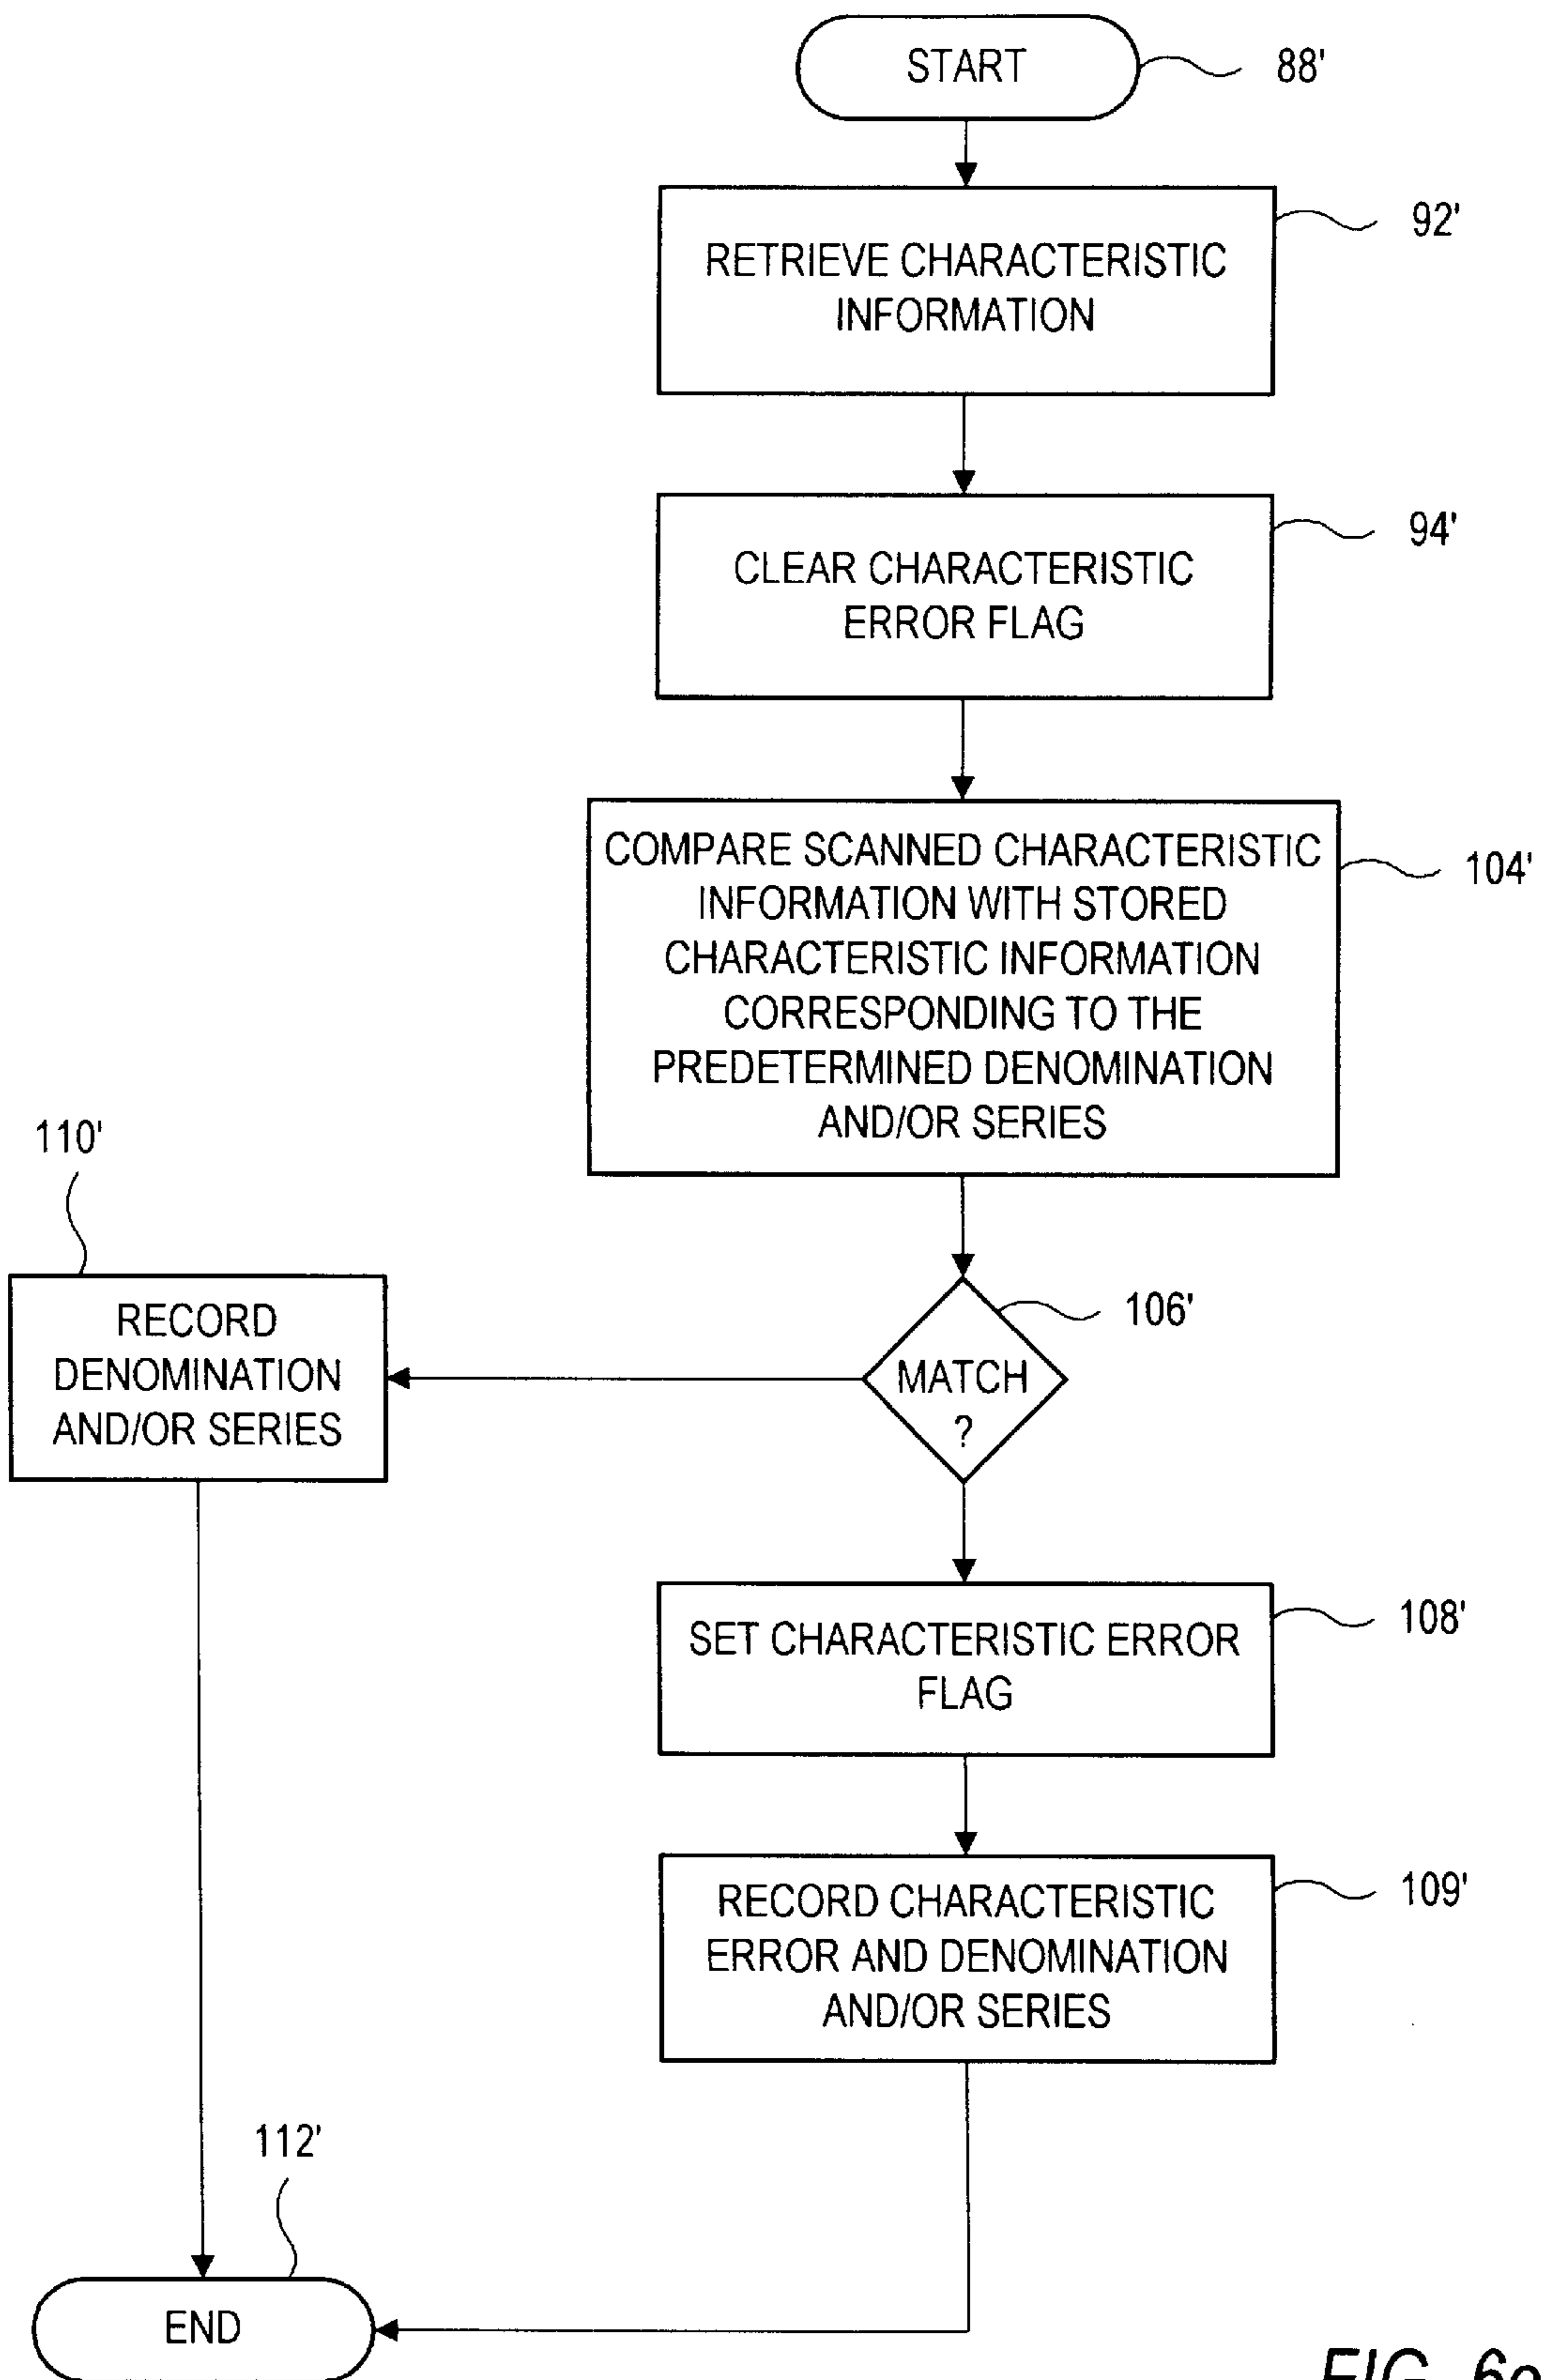 START
88'
RETRIEVE CHARACTERISTIC
INFORMATION
92'
CLEAR CHARACTERISTIC
ERROR FLAG
94'
COMPARE SCANNED CHARACTERISTIC
INFORMATION WITH STORED
CHARACTERISTIC INFORMATION
CORRESPONDING TO THE
PREDETERMINED DENOMINATION
AND/OR SERIES
104'
110'
RECORD
DENOMINATION
AND/OR SERIES
106'
MATCH
?
SET CHARACTERISTIC ERROR
FLAG
108'
RECORD CHARACTERISTIC
ERROR AND DENOMINATION
AND/OR SERIES
109'
112'
END
FIG.